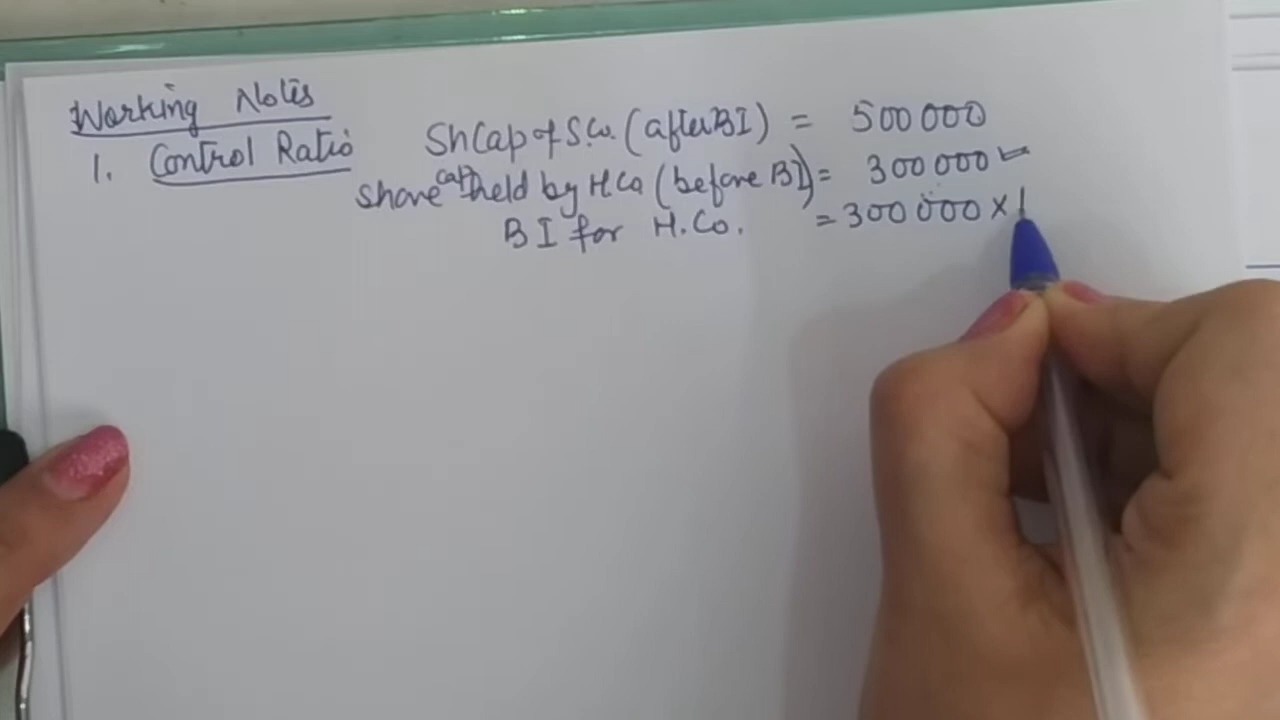 Working Notes
1. Control Ratio
Sh Cap of S.Co. (after BI) = 500000
Share cap held by H Co (before BI) = 300000
BI for H.Co. = 300000 × 1